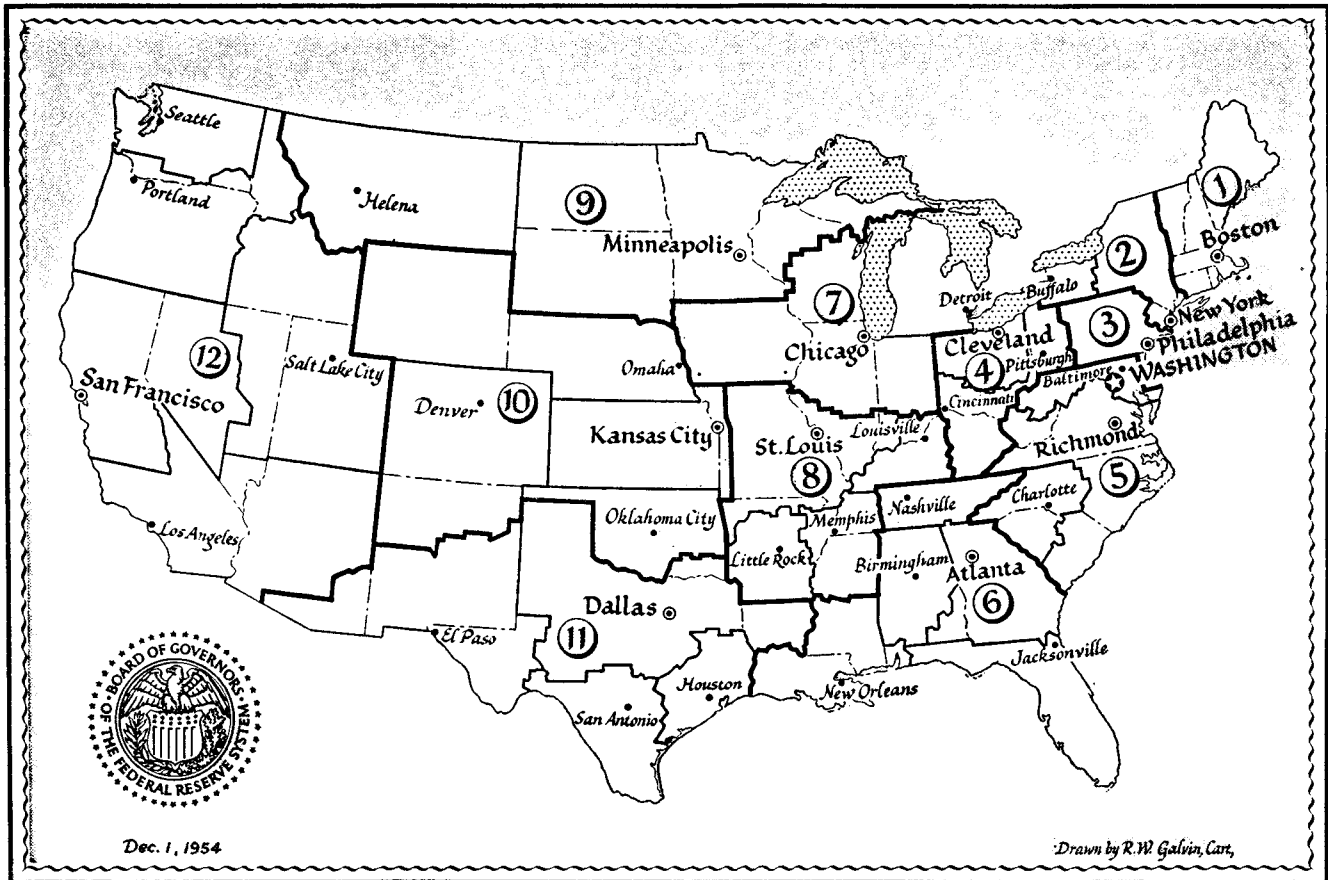 Seattle
Portland
Helena
9
Minneapolis
1
Boston
2
Detroit
Buffalo
7
Chicago
New York
3
Philadelphia
Cleveland
4
Pittsburgh
WASHINGTON
Baltimore
Cincinnati
12
Salt Lake City
San Francisco
Omaha
Denver
10
Kansas City
St. Louis
8
Louisville
Richmond
5
Los Angeles
Oklahoma City
Memphis
Nashville
Charlotte
Little Rock
Birmingham
Atlanta
6
Dallas
11
El Paso
Jacksonville
Houston
New Orleans
San Antonio
BOARD OF GOVERNORS
OF THE FEDERAL RESERVE SYSTEM
Dec. 1, 1954
Drawn by R.W. Galvin, Cart,